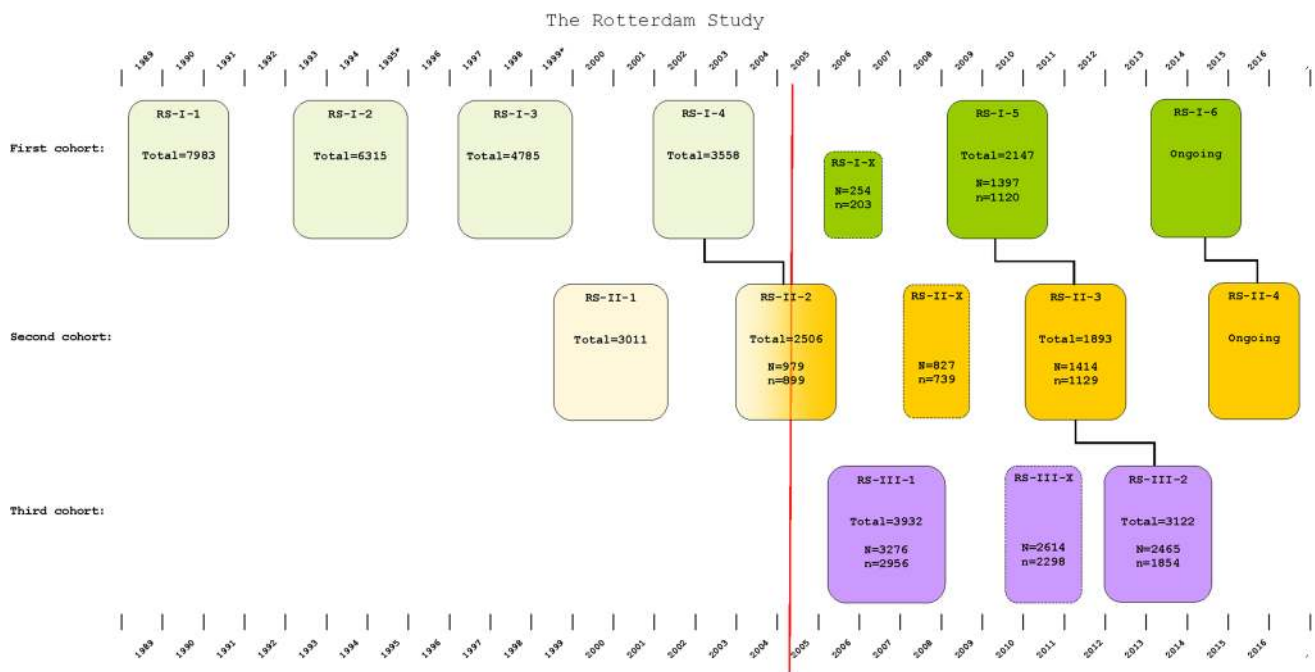 The Rotterdam Study
1989 1990 1991 1992 1993 1994 1995* 1996 1997 1998 1999* 2000 2001 2002 2003 2004 2005 2006 2007 2008 2009 2010 2011 2012 2013 2014 2015 2016
First cohort:
RS-I-1
Total=7983
RS-I-2
Total=6315
RS-I-3
Total=4785
RS-I-4
Total=3558
RS-I-X
N=254
n=203
RS-I-5
Total=2147
N=1397
n=1120
RS-I-6
Ongoing
Second cohort:
RS-II-1
Total=3011
RS-II-2
Total=2506
N=979
n=899
RS-II-X
N=827
n=739
RS-II-3
Total=1893
N=1414
n=1129
RS-II-4
Ongoing
Third cohort:
RS-III-1
Total=3932
N=3276
n=2956
RS-III-X
N=2614
n=2298
RS-III-2
Total=3122
N=2465
n=1854
1989 1990 1991 1992 1993 1994 1995 1996 1997 1998 1999 2000 2001 2002 2003 2004 2005 2006 2007 2008 2009 2010 2011 2012 2013 2014 2015 2016